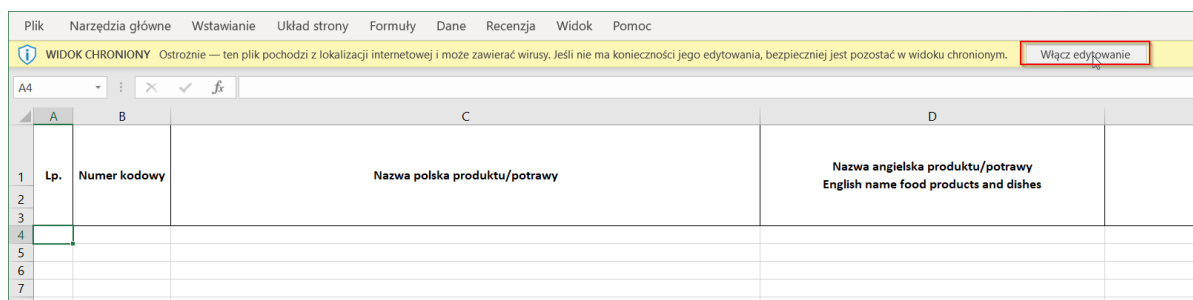 Plik Narzędzia główne Wstawianie Układ strony Formuły Dane Recenzja Widok Pomoc
WIDOK CHRONIONY Ostrożnie — ten plik pochodzi z lokalizacji internetowej i może zawierać wirusy. Jeśli nie ma konieczności jego edytowania, bezpieczniej jest pozostać w widoku chronionym. Włącz edytowanie
A4 fx
A B C D
1 Lp. Numer kodowy Nazwa polska produktu/potrawy Nazwa angielska produktu/potrawy
English name food products and dishes
2
3
4
5
6
7